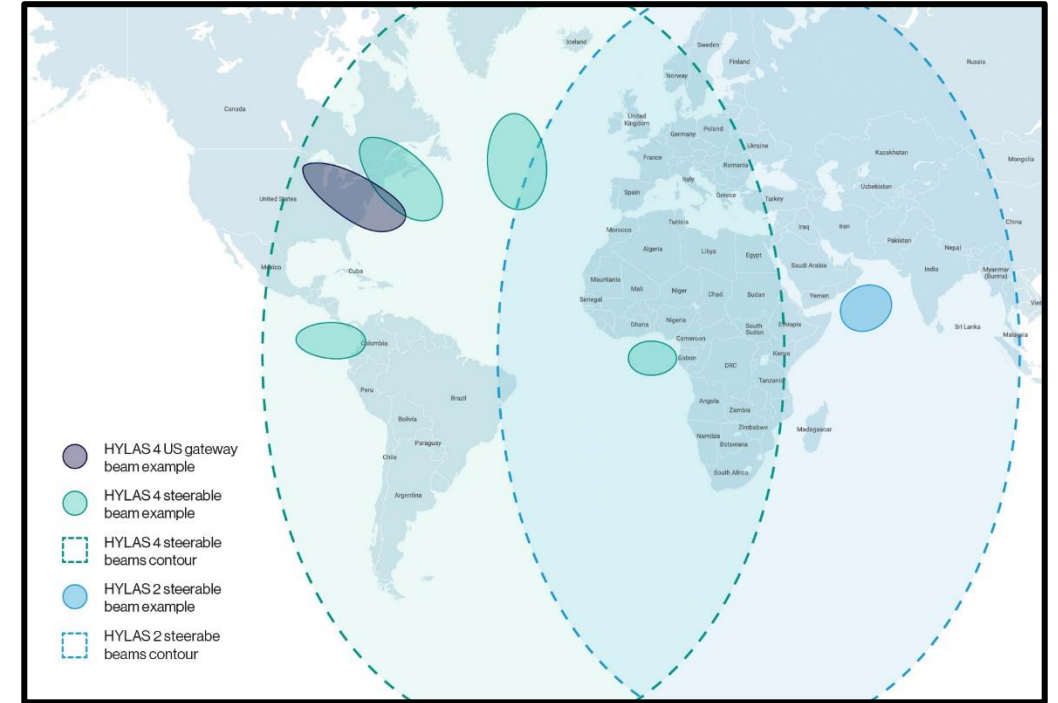 Iceland
Sweden
Finland
Norway
Russia
Canada
United
Kingdom
Germany
Poland
Ukraine
France
Kazakhstan
Mongolia
Romania
Italy
Uzbekistan
United States
Spain
Greece
Turkey
Tunisia
China
Morocco
Iraq
Iran
Algeria
Libya
Egypt
Pakistan
Nepal
Mexico
Cuba
Saudi Arabia
India
Myanmar
(Burma)
Mauritania
Mali
Niger
Chad
Sudan
Yemen
Senegal
Viet
Ghana
Nigeria
South
Sudan
Ethiopia
Sri Lanka
Malaysia
Cameroon
Colombia
Gabon
Kenya
DRC
Tanzania
Peru
Brazil
Angola
Zambia
Bolivia
Zimbabwe
Madagascar
Namibia
Botswana
Paraguay
Chile
South Africa
Argentina
HYLAS 4 US gateway
beam example
HYLAS 4 steerable
beam example
HYLAS 4 steerable
beams contour
HYLAS 2 steerable
beam example
HYLAS 2 steerabe
beams contour